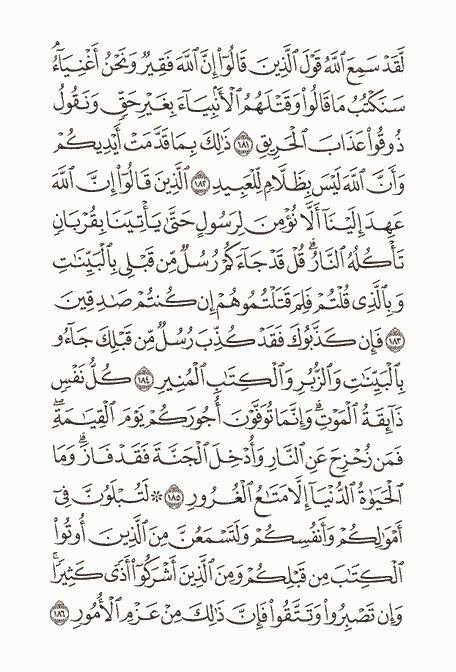 لَّقَدْ سَمِعَ ٱللَّهُ قَوْلَ ٱلَّذِينَ قَالُوٓا۟ إِنَّ ٱللَّهَ فَقِيرٌ وَنَحْنُ أَغْنِيَآءُ
سَنَكْتُبُ مَا قَالُوا۟ وَقَتْلَهُمُ ٱلْأَنۢبِيَآءَ بِغَيْرِ حَقٍّ وَنَقُولُ
ذُوقُوا۟ عَذَابَ ٱلْحَرِيقِ ١٨١ ذَٰلِكَ بِمَا قَدَّمَتْ أَيْدِيكُمْ
وَأَنَّ ٱللَّهَ لَيْسَ بِظَلَّامٍ لِّلْعَبِيدِ ١٨٢ ٱلَّذِينَ قَالُوٓا۟ إِنَّ ٱللَّهَ
عَهِدَ إِلَيْنَآ أَلَّا نُؤْمِنَ لِرَسُولٍ حَتَّىٰ يَأْتِيَنَا بِقُرْبَانٍ
تَأْكُلُهُ ٱلنَّارُ ۗ قُلْ قَدْ جَآءَكُمْ رُسُلٌ مِّن قَبْلِى بِٱلْبَيِّنَٰتِ
وَبِٱلَّذِى قُلْتُمْ فَلِمَ قَتَلْتُمُوهُمْ إِن كُنتُمْ صَٰدِقِينَ
١٨٣ فَإِن كَذَّبُوكَ فَقَدْ كُذِّبَ رُسُلٌ مِّن قَبْلِكَ جَآءُو
بِٱلْبَيِّنَٰتِ وَٱلزُّبُرِ وَٱلْكِتَٰبِ ٱلْمُنِيرِ ١٨٤ كُلُّ نَفْسٍ
ذَآئِقَةُ ٱلْمَوْتِ ۗ وَإِنَّمَا تُوَفَّوْنَ أُجُورَكُمْ يَوْمَ ٱلْقِيَٰمَةِ ۖ
فَمَن زُحْزِحَ عَنِ ٱلنَّارِ وَأُدْخِلَ ٱلْجَنَّةَ فَقَدْ فَازَ ۗ وَمَا
ٱلْحَيَوٰةُ ٱلدُّنْيَآ إِلَّا مَتَٰعُ ٱلْغُرُورِ ١٨٥ ۞ لَتُبْلَوُنَّ فِىٓ
أَمْوَٰلِكُمْ وَأَنفُسِكُمْ وَلَتَسْمَعُنَّ مِنَ ٱلَّذِينَ أُوتُوا۟
ٱلْكِتَٰبَ مِن قَبْلِكُمْ وَمِنَ ٱلَّذِينَ أَشْرَكُوٓا۟ أَذًى كَثِيرًا ۚ
وَإِن تَصْبِرُوا۟ وَتَتَّقُوا۟ فَإِنَّ ذَٰلِكَ مِنْ عَزْمِ ٱلْأُمُورِ ١٨٦